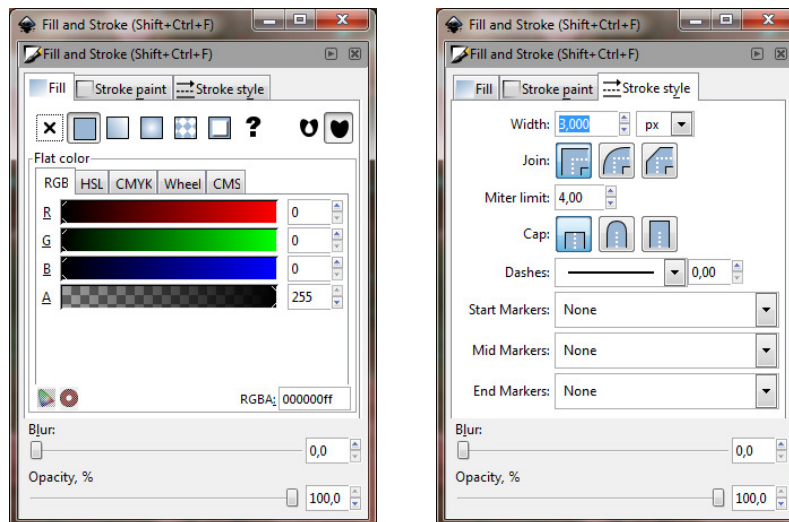 Fill and Stroke (Shift+Ctrl+F)
Fill and Stroke (Shift+Ctrl+F)
Fill Stroke paint Stroke style
?
Flat color
RGB HSL CMYK Wheel CMS
R 0
G 0
B 0
A 255
RGBA: 000000ff
Blur:
0,0
Opacity, %
100,0
Fill and Stroke (Shift+Ctrl+F)
Fill and Stroke (Shift+Ctrl+F)
Fill Stroke paint Stroke style
Width: 3,000 px
Join:
Miter limit: 4,00
Cap:
Dashes: 0,00
Start Markers: None
Mid Markers: None
End Markers: None
Blur:
0,0
Opacity, %
100,0